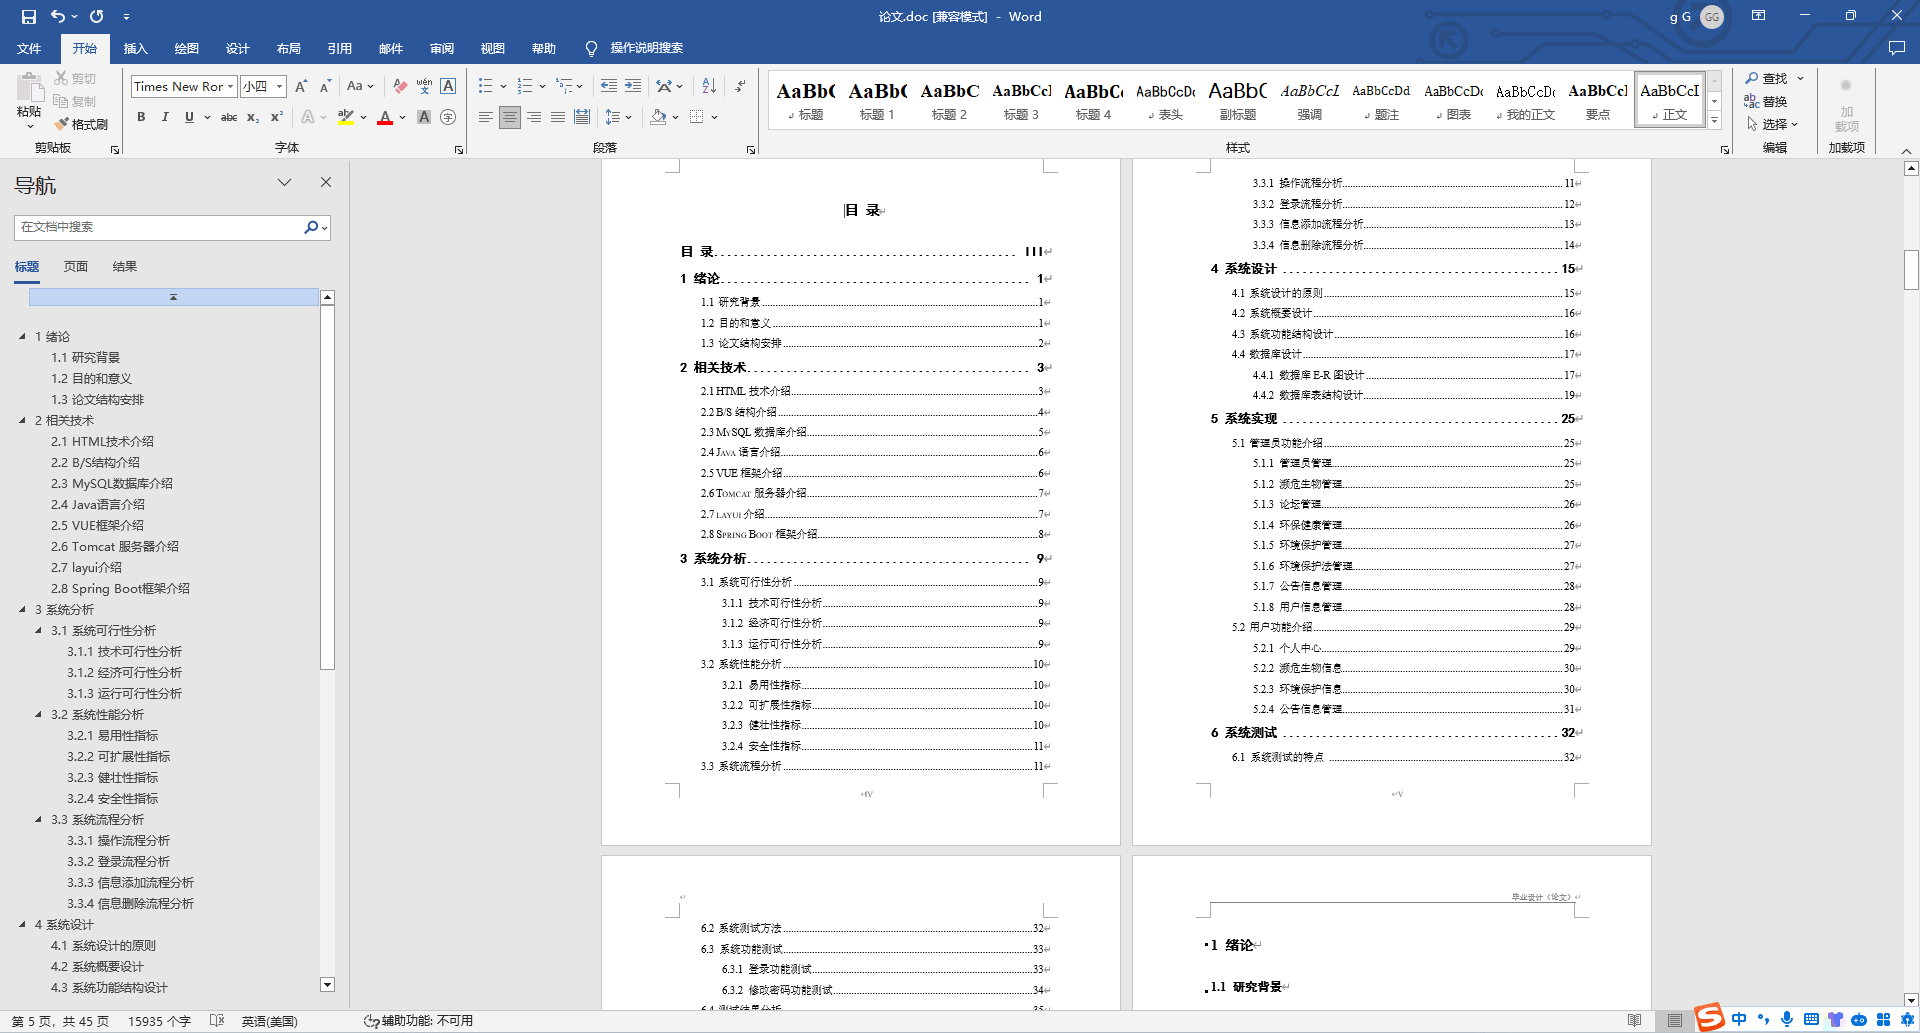 论文.doc [兼容模式] - Word
g G
GG
文件 开始 插入 绘图 设计 布局 引用 邮件 审阅 视图 帮助 操作说明搜索
粘贴
剪切
复制
格式刷
剪贴板
Times New Ror
小四
字体
段落
AaBb( 标题
AaBb( 标题 1
AaBbC 标题 2
AaBbCcI 标题 3
AaBbC 标题 4
AaBbCcDc 表头
AaBbC 副标题
AaBbCcL 强调
AaBbCcDd 题注
AaBbCcDc 图表
AaBbCcDc 我的正文
AaBbCcI 要点
AaBbCcI 正文
样式
查找
替换
选择
编辑
加载项
加载项
导航
在文档中搜索
标题 页面 结果
1 绪论
1.1 研究背景
1.2 目的和意义
1.3 论文结构安排
2 相关技术
2.1 HTML技术介绍
2.2 B/S结构介绍
2.3 MySQL数据库介绍
2.4 Java语言介绍
2.5 VUE框架介绍
2.6 Tomcat 服务器介绍
2.7 layui介绍
2.8 Spring Boot框架介绍
3 系统分析
3.1 系统可行性分析
3.1.1 技术可行性分析
3.1.2 经济可行性分析
3.1.3 运行可行性分析
3.2 系统性能分析
3.2.1 易用性指标
3.2.2 可扩展性指标
3.2.3 健壮性指标
3.2.4 安全性指标
3.3 系统流程分析
3.3.1 操作流程分析
3.3.2 登录流程分析
3.3.3 信息添加流程分析
3.3.4 信息删除流程分析
4 系统设计
4.1 系统设计的原则
4.2 系统概要设计
4.3 系统功能结构设计
目 录
目 录 III
1 绪论 1
1.1 研究背景 1
1.2 目的和意义 1
1.3 论文结构安排 2
2 相关技术 3
2.1 HTML 技术介绍 3
2.2 B/S 结构介绍 4
2.3 MySQL 数据库介绍 5
2.4 Java 语言介绍 6
2.5 VUE 框架介绍 6
2.6 Tomcat 服务器介绍 7
2.7 layui 介绍 7
2.8 Spring Boot 框架介绍 8
3 系统分析 9
3.1 系统可行性分析 9
3.1.1 技术可行性分析 9
3.1.2 经济可行性分析 9
3.1.3 运行可行性分析 9
3.2 系统性能分析 10
3.2.1 易用性指标 10
3.2.2 可扩展性指标 10
3.2.3 健壮性指标 10
3.2.4 安全性指标 11
3.3 系统流程分析 11
IV
3.3.1 操作流程分析 11
3.3.2 登录流程分析 12
3.3.3 信息添加流程分析 13
3.3.4 信息删除流程分析 14
4 系统设计 15
4.1 系统设计的原则 15
4.2 系统概要设计 16
4.3 系统功能结构设计 16
4.4 数据库设计 17
4.4.1 数据库 E-R 图设计 17
4.4.2 数据库表结构设计 19
5 系统实现 25
5.1 管理员功能介绍 25
5.1.1 管理员管理 25
5.1.2 濒危生物管理 25
5.1.3 论坛管理 26
5.1.4 环保健康管理 26
5.1.5 环境保护管理 27
5.1.6 环境保护法管理 27
5.1.7 公告信息管理 28
5.1.8 用户信息管理 28
5.2 用户功能介绍 29
5.2.1 个人中心 29
5.2.2 濒危生物信息 30
5.2.3 环境保护信息 30
5.2.4 公告信息管理 31
6 系统测试 32
6.1 系统测试的特点 32
V
6.2 系统测试方法 32
6.3 系统功能测试 33
6.3.1 登录功能测试 33
6.3.2 修改密码功能测试 34
6.4 测试结果分析 35
毕业设计（论文）
1 绪论
1.1 研究背景
第 5 页，共 45 页 15935 个字 英语(美国) 辅助功能: 不可用
中